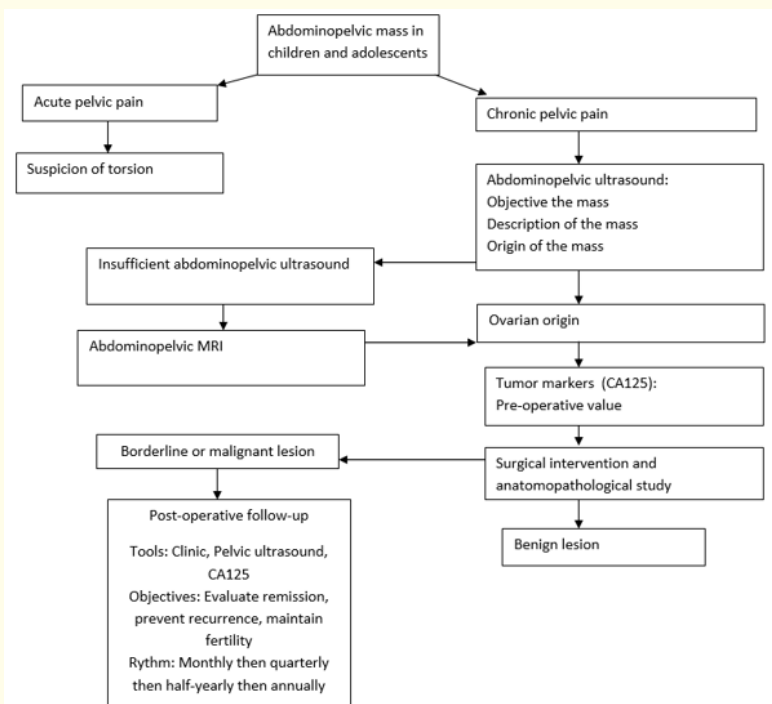 Abdominopelvic mass in
children and adolescents
Acute pelvic pain
Chronic pelvic pain
Suspicion of torsion
Abdominopelvic ultrasound:
Objective the mass
Description of the mass
Origin of the mass
Insufficient abdominopelvic ultrasound
Ovarian origin
Abdominopelvic MRI
Tumor markers (CA125):
Pre-operative value
Borderline or malignant lesion
Surgical intervention and
anatomopathological study
Post-operative follow-up
Tools: Clinic, Pelvic ultrasound,
CA125
Objectives: Evaluate remission,
prevent recurrence, maintain
fertility
Rythm: Monthly then quarterly
then half-yearly then annually
Benign lesion